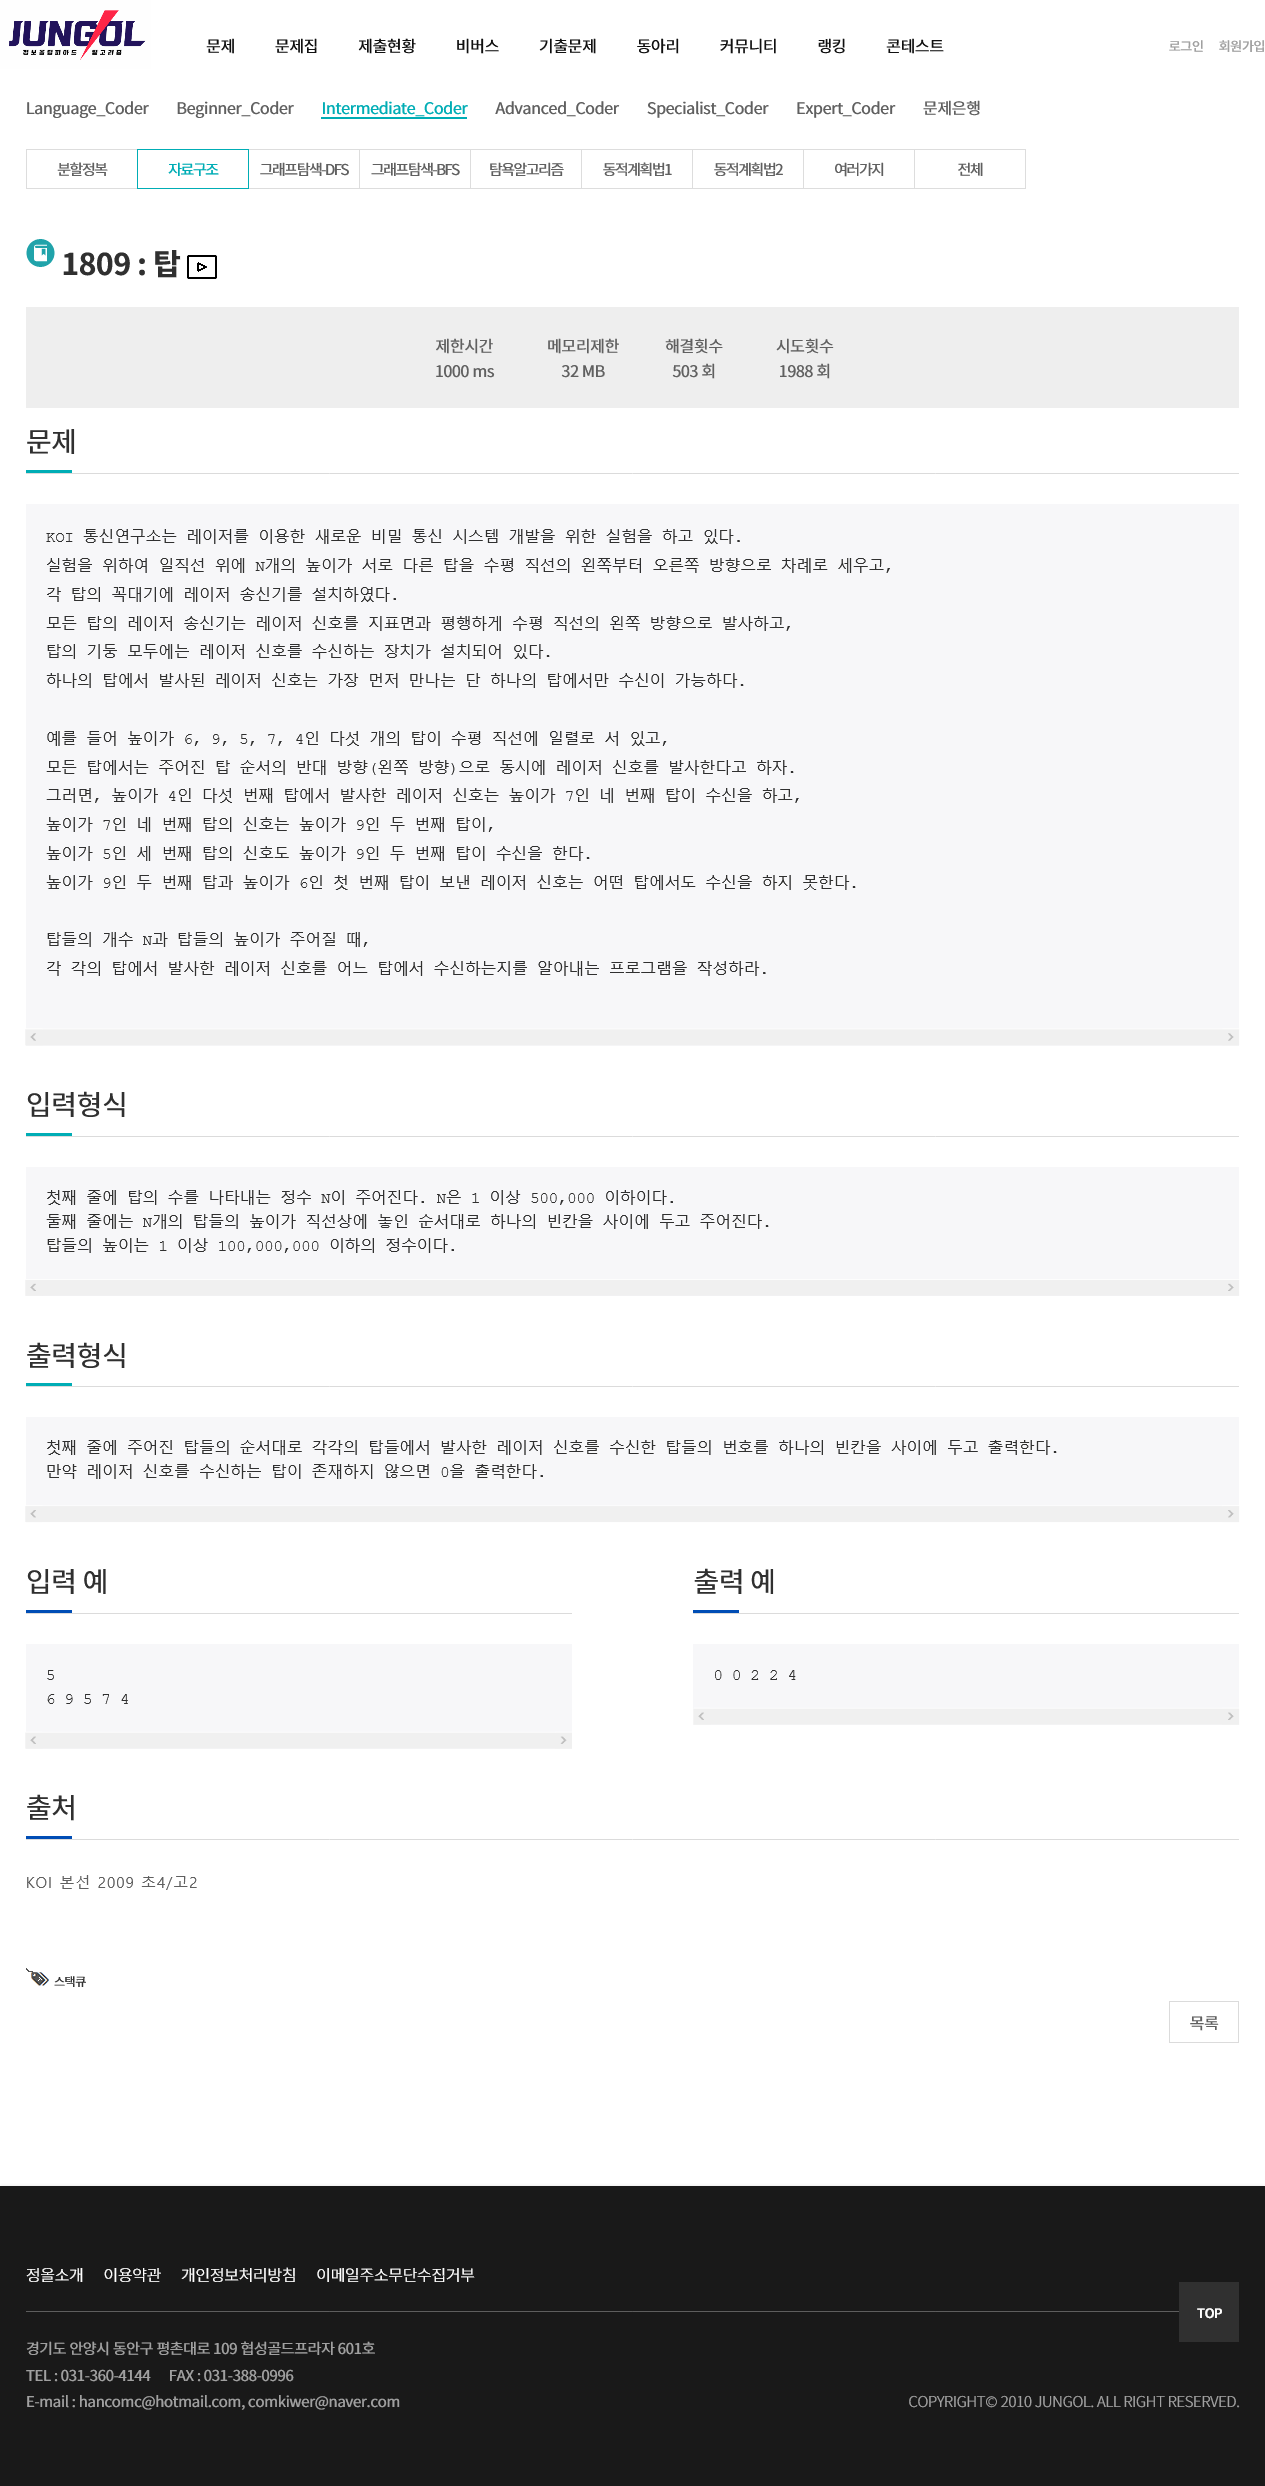 JUNGOL
정보올림피아드 알고리즘
문제 문제집 제출현황 비버스 기출문제 동아리 커뮤니티 랭킹 콘테스트 로그인 회원가입
Language_Coder Beginner_Coder Intermediate_Coder Advanced_Coder Specialist_Coder Expert_Coder 문제은행
분할정복 자료구조 그래프탐색-DFS 그래프탐색-BFS 탐욕알고리즘 동적계획법1 동적계획법2 여러가지 전체
1809 : 탑
제한시간 메모리제한 해결횟수 시도횟수
1000 ms 32 MB 503 회 1988 회
문제
KOI 통신연구소는 레이저를 이용한 새로운 비밀 통신 시스템 개발을 위한 실험을 하고 있다.
실험을 위하여 일직선 위에 N개의 높이가 서로 다른 탑을 수평 직선의 왼쪽부터 오른쪽 방향으로 차례로 세우고,
각 탑의 꼭대기에 레이저 송신기를 설치하였다.
모든 탑의 레이저 송신기는 레이저 신호를 지표면과 평행하게 수평 직선의 왼쪽 방향으로 발사하고,
탑의 기둥 모두에는 레이저 신호를 수신하는 장치가 설치되어 있다.
하나의 탑에서 발사된 레이저 신호는 가장 먼저 만나는 단 하나의 탑에서만 수신이 가능하다.
예를 들어 높이가 6, 9, 5, 7, 4인 다섯 개의 탑이 수평 직선에 일렬로 서 있고,
모든 탑에서는 주어진 탑 순서의 반대 방향(왼쪽 방향)으로 동시에 레이저 신호를 발사한다고 하자.
그러면, 높이가 4인 다섯 번째 탑에서 발사한 레이저 신호는 높이가 7인 네 번째 탑이 수신을 하고,
높이가 7인 네 번째 탑의 신호는 높이가 9인 두 번째 탑이,
높이가 5인 세 번째 탑의 신호도 높이가 9인 두 번째 탑이 수신을 한다.
높이가 9인 두 번째 탑과 높이가 6인 첫 번째 탑이 보낸 레이저 신호는 어떤 탑에서도 수신을 하지 못한다.
탑들의 개수 N과 탑들의 높이가 주어질 때,
각 각의 탑에서 발사한 레이저 신호를 어느 탑에서 수신하는지를 알아내는 프로그램을 작성하라.
입력형식
첫째 줄에 탑의 수를 나타내는 정수 N이 주어진다. N은 1 이상 500,000 이하이다.
둘째 줄에는 N개의 탑들의 높이가 직선상에 놓인 순서대로 하나의 빈칸을 사이에 두고 주어진다.
탑들의 높이는 1 이상 100,000,000 이하의 정수이다.
출력형식
첫째 줄에 주어진 탑들의 순서대로 각각의 탑들에서 발사한 레이저 신호를 수신한 탑들의 번호를 하나의 빈칸을 사이에 두고 출력한다.
만약 레이저 신호를 수신하는 탑이 존재하지 않으면 0을 출력한다.
입력 예
5
6 9 5 7 4
출력 예
0 0 2 2 4
출처
KOI 본선 2009 초4/고2
스택큐
목록
정올소개 이용약관 개인정보처리방침 이메일주소무단수집거부
TOP
경기도 안양시 동안구 평촌대로 109 협성골드프라자 601호
TEL : 031-360-4144 FAX : 031-388-0996
E-mail : hancomc@hotmail.com, comkiwer@naver.com
COPYRIGHT© 2010 JUNGOL. ALL RIGHT RESERVED.